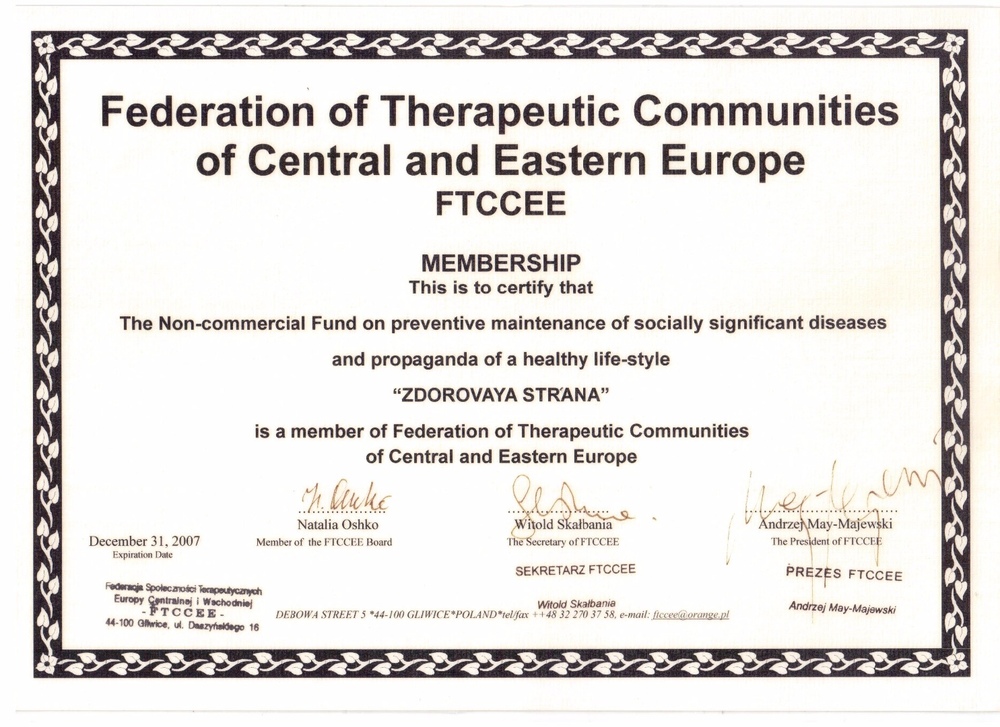 Federation of Therapeutic Communities
of Central and Eastern Europe
FTCCEE
MEMBERSHIP
This is to certify that
The Non-commercial Fund on preventive maintenance of socially significant diseases
and propaganda of a healthy life-style
“ZDOROVAYA STRANA”
is a member of Federation of Therapeutic Communities
of Central and Eastern Europe
Natalia Oshko
Member of the FTCCEE Board
Witold Skałbania
The Secretary of FTCCEE
Andrzej May-Majewski
The President of FTCCEE
December 31, 2007
Expiration Date
SEKRETARZ FTCCEE
Witold Skałbania
PREZES FTCCEE
Andrzej May-Majewski
Federacja Społeczności Terapeutycznych
Europy Centralnej i Wschodniej
- FTCCEE -
44-100 Gliwice, ul. Daszyńskiego 16
DEBOWA STREET 5 *44-100 GLIWICE*POLAND*tel/fax ++48 32 270 37 58, e-mail: ftccee@orange.pl